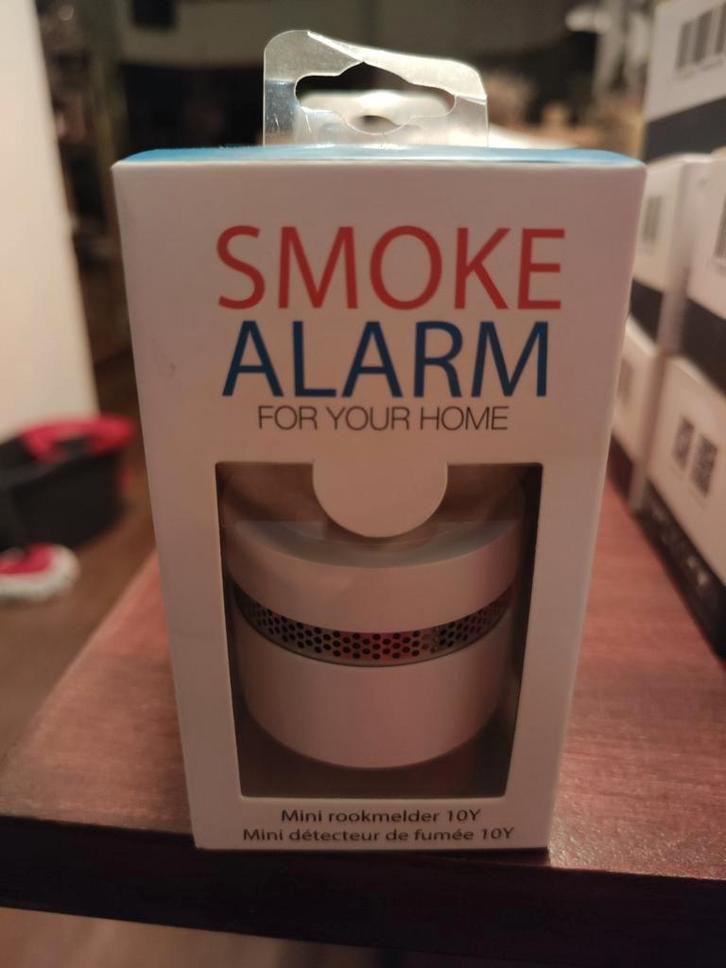 SMOKE
ALARM
FOR YOUR HOME
Mini rookmelder 10Y
Mini détecteur de fumée 10Y